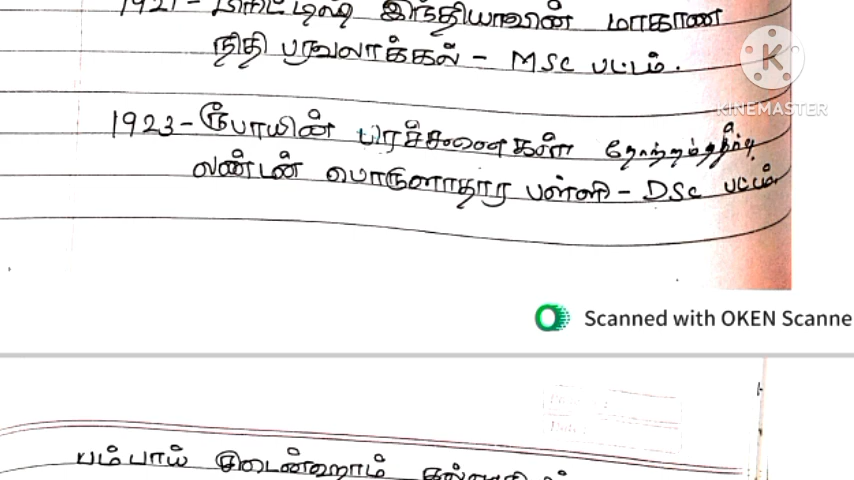 1921 - பிரிட்டிஷ் இந்தியாவின் மாகாண
நிதி பரவலாக்கல் - MSc பட்டம்.
KINEMASTER
1923 - ரூபாயின் பிரச்சனைகள் தோற்றம் தீர்வு
லண்டன் பொருளாதார பள்ளி - DSc பட்டம்
Scanned with OKEN Scanne
பம்பாய் சிடைன்ஹாம்